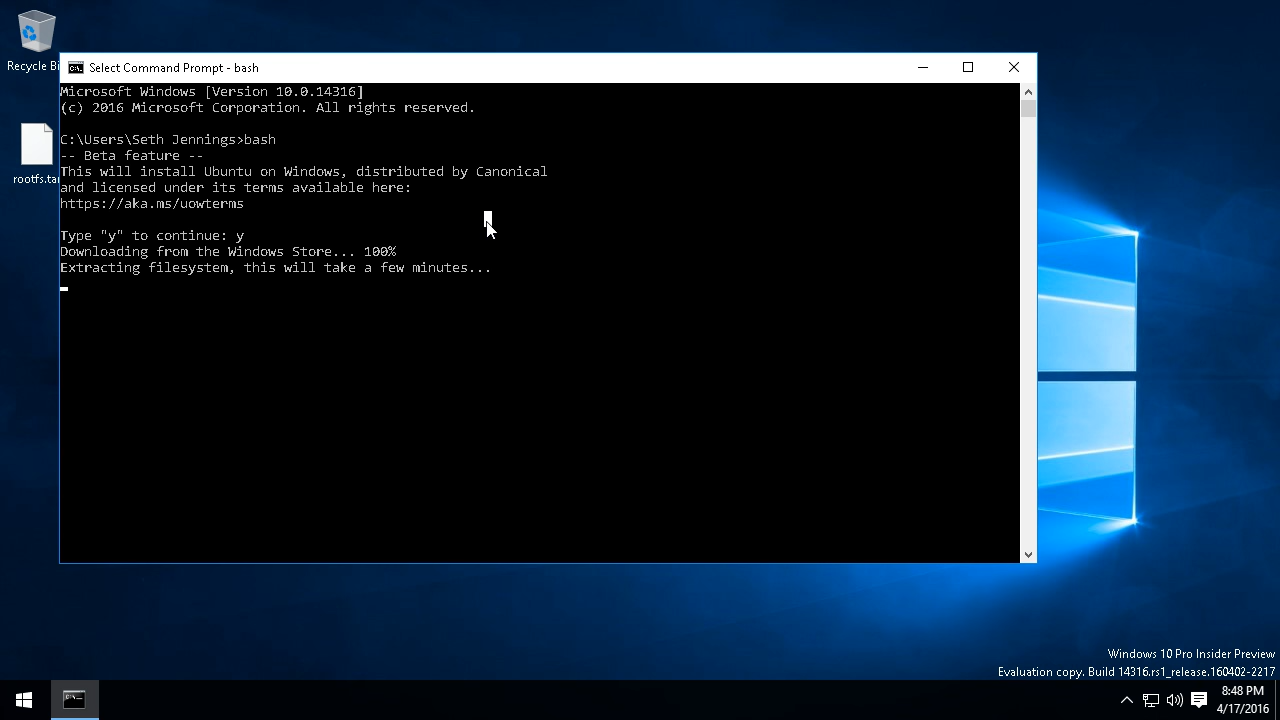 Recycle Bi
rootfs.tar
Select Command Prompt - bash
Microsoft Windows [Version 10.0.14316]
(c) 2016 Microsoft Corporation. All rights reserved.
C:\Users\Seth Jennings>bash
-- Beta feature --
This will install Ubuntu on Windows, distributed by Canonical
and licensed under its terms available here:
https://aka.ms/uowterms
Type "y" to continue: y
Downloading from the Windows Store... 100%
Extracting filesystem, this will take a few minutes...
Windows 10 Pro Insider Preview
Evaluation copy. Build 14316.rs1_release.160402-2217
8:48 PM
4/17/2016